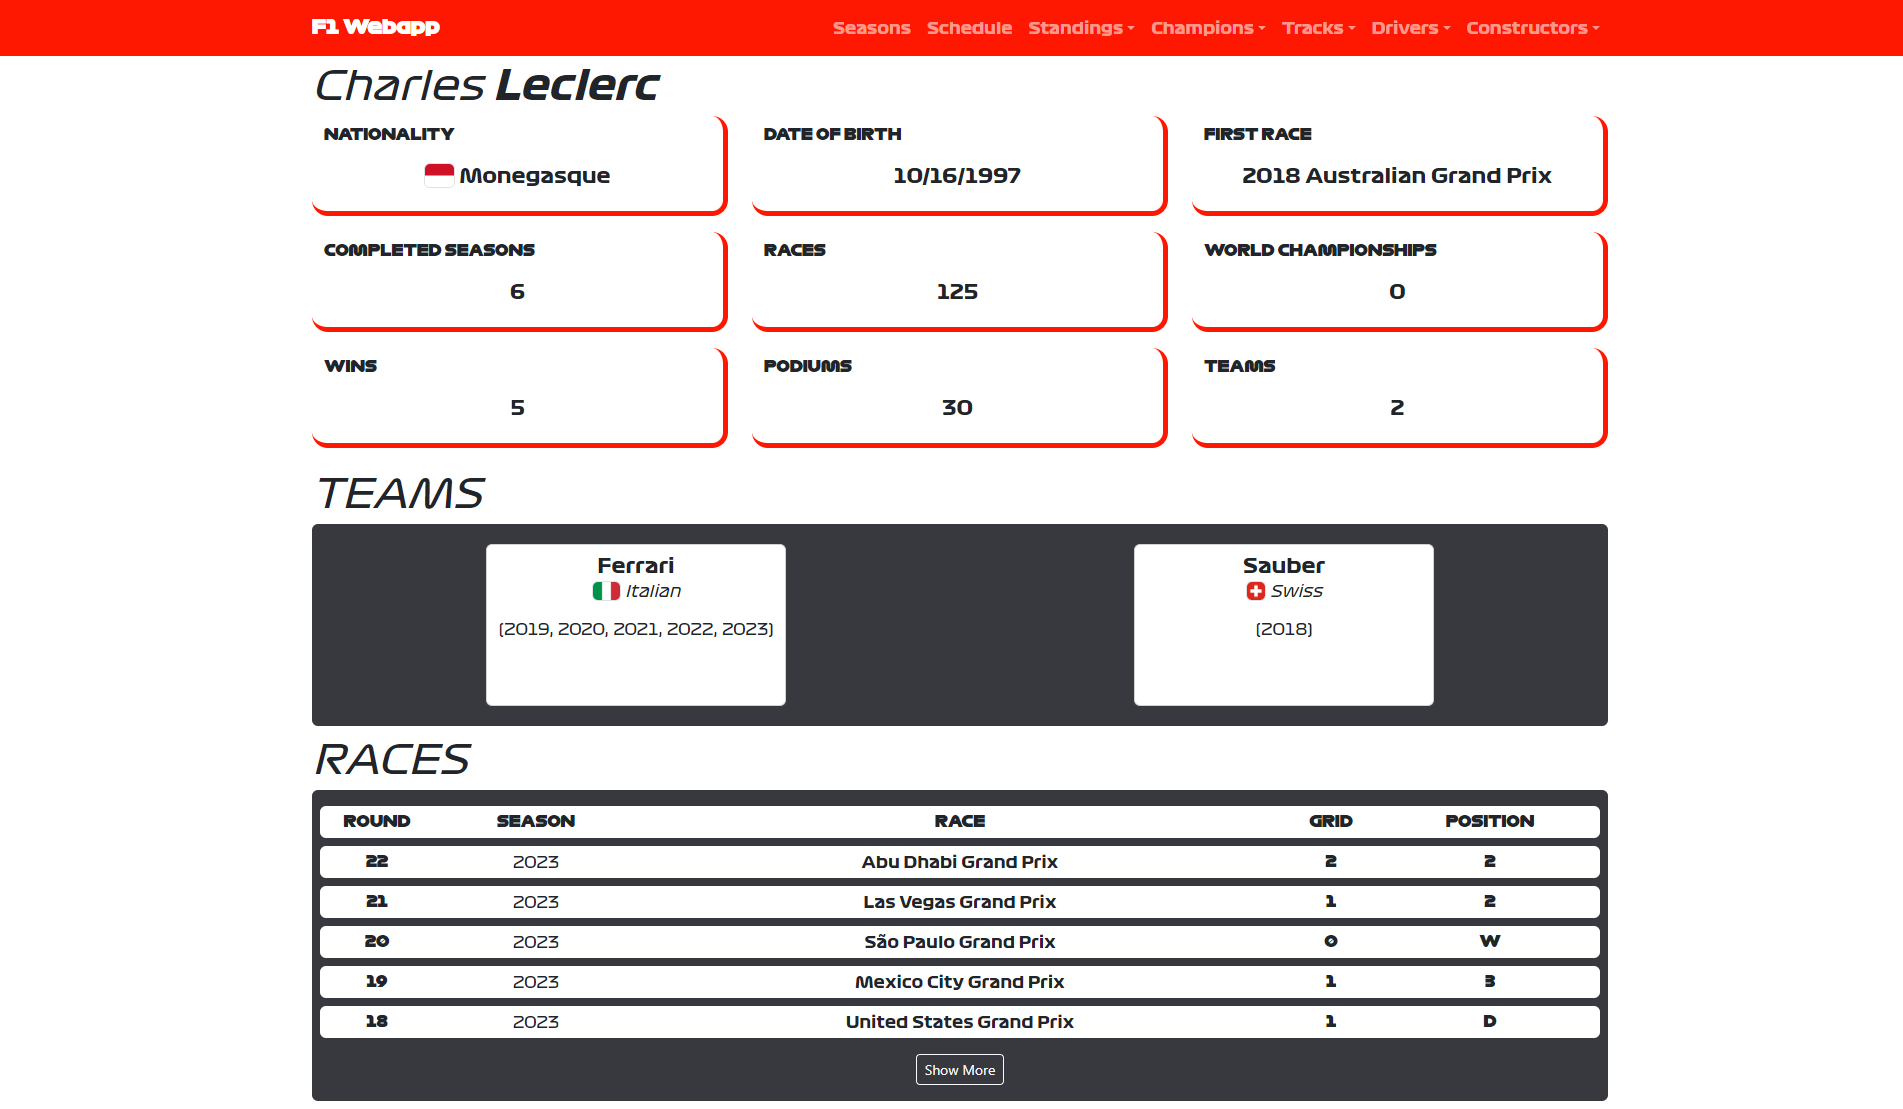 F1 Webapp Seasons Schedule Standings Champions Tracks Drivers Constructors
Charles Leclerc
NATIONALITY DATE OF BIRTH FIRST RACE
Monegasque 10/16/1997 2018 Australian Grand Prix
COMPLETED SEASONS RACES WORLD CHAMPIONSHIPS
6 125 0
WINS PODIUMS TEAMS
5 30 2
TEAMS
Ferrari Sauber
Italian Swiss
(2019, 2020, 2021, 2022, 2023) (2018)
RACES
ROUND SEASON RACE GRID POSITION
22 2023 Abu Dhabi Grand Prix 2 2
21 2023 Las Vegas Grand Prix 1 2
20 2023 São Paulo Grand Prix 0 W
19 2023 Mexico City Grand Prix 1 3
18 2023 United States Grand Prix 1 D
Show More